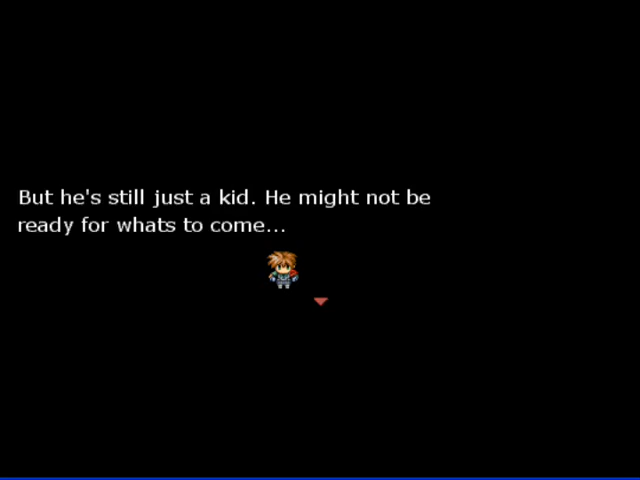 But he's still just a kid. He might not be
ready for whats to come...